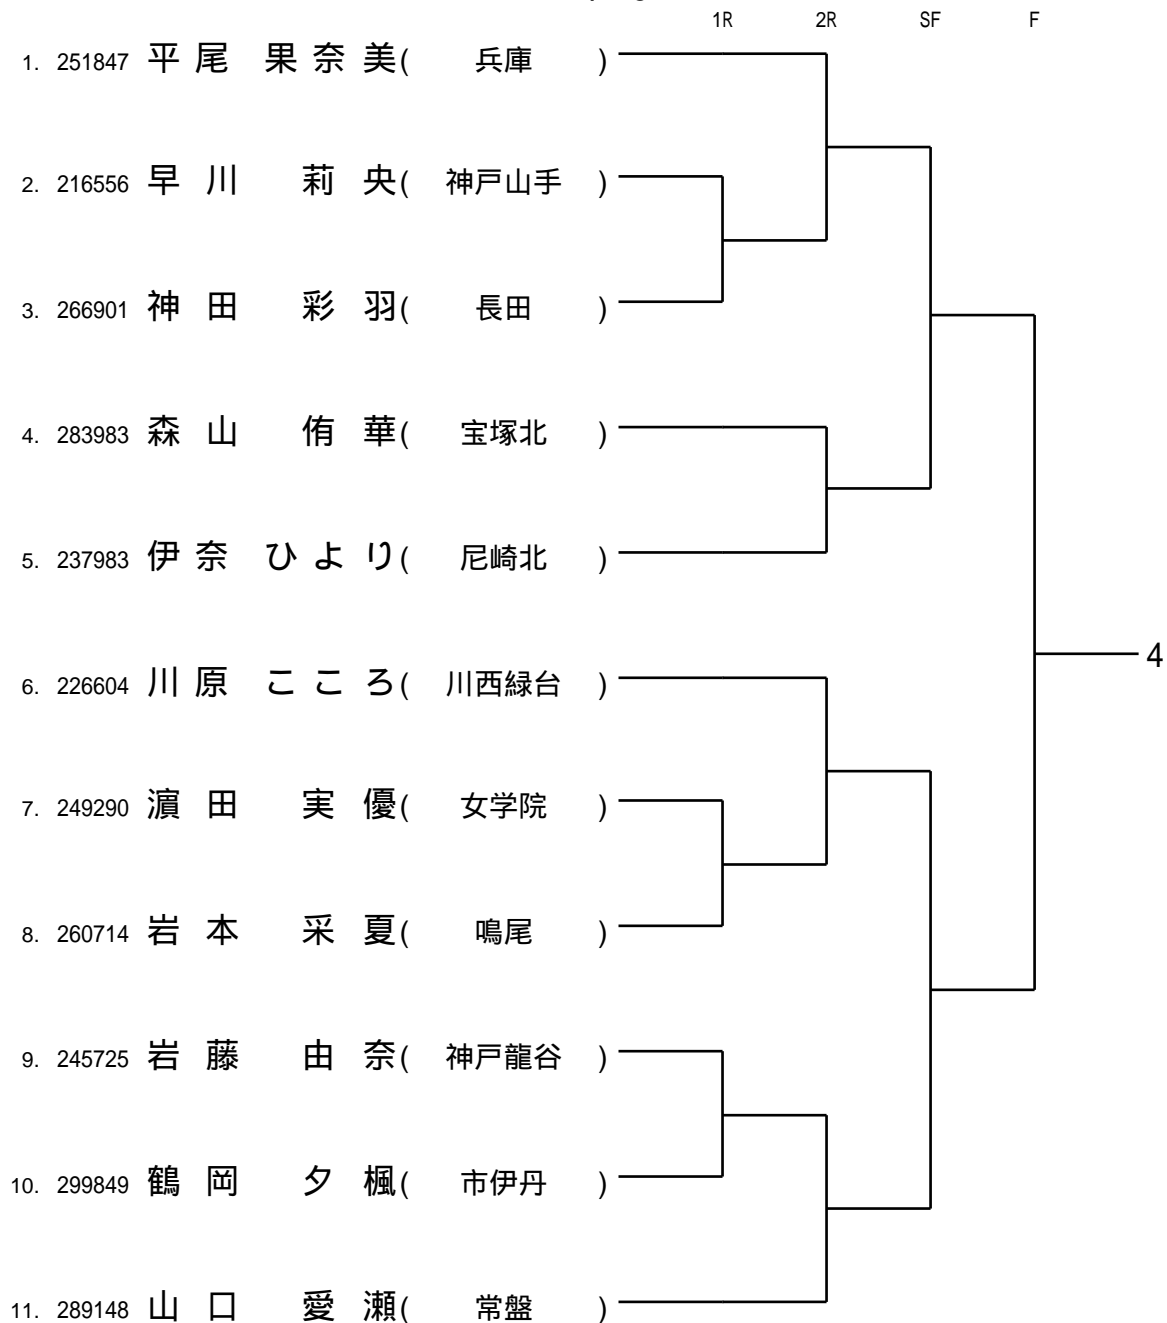 1R 2R SF F
1. 251847 平尾 果奈美( 兵庫 )
2. 216556 早川 莉央( 神戸山手 )
3. 266901 神田 彩羽( 長田 )
4. 283983 森山 侑華( 宝塚北 )
5. 237983 伊奈 ひより( 尼崎北 )
4
6. 226604 川原 こころ( 川西緑台 )
7. 249290 濵田 実優( 女学院 )
8. 260714 岩本 采夏( 鳴尾 )
9. 245725 岩藤 由奈( 神戸龍谷 )
10. 299849 鶴岡 夕楓( 市伊丹 )
11. 289148 山口 愛瀬( 常盤 )